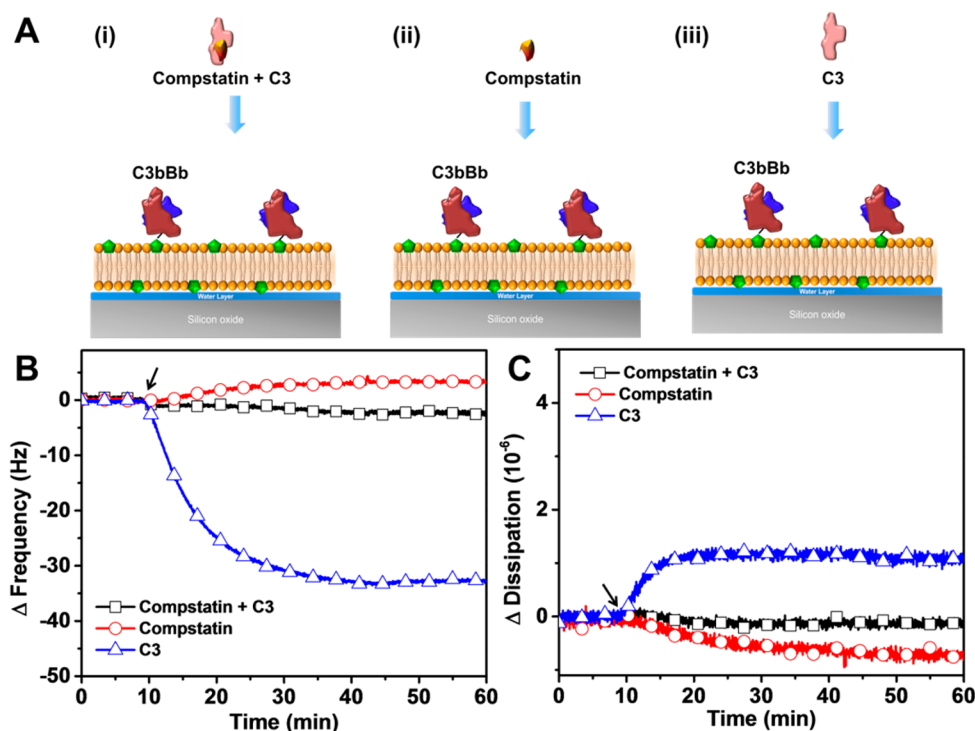 A
(i)
(ii)
(iii)
Compstatin + C3
Compstatin
C3
C3bBb
C3bBb
C3bBb
Water Layer
Water Layer
Water Layer
Silicon oxide
Silicon oxide
Silicon oxide
B
Δ Frequency (Hz)
0
-10
-20
-30
-40
-50
Compstatin + C3
Compstatin
C3
0 10 20 30 40 50 60
Time (min)
C
Δ Dissipation (10⁻⁶)
4
2
0
Compstatin + C3
Compstatin
C3
0 10 20 30 40 50 60
Time (min)